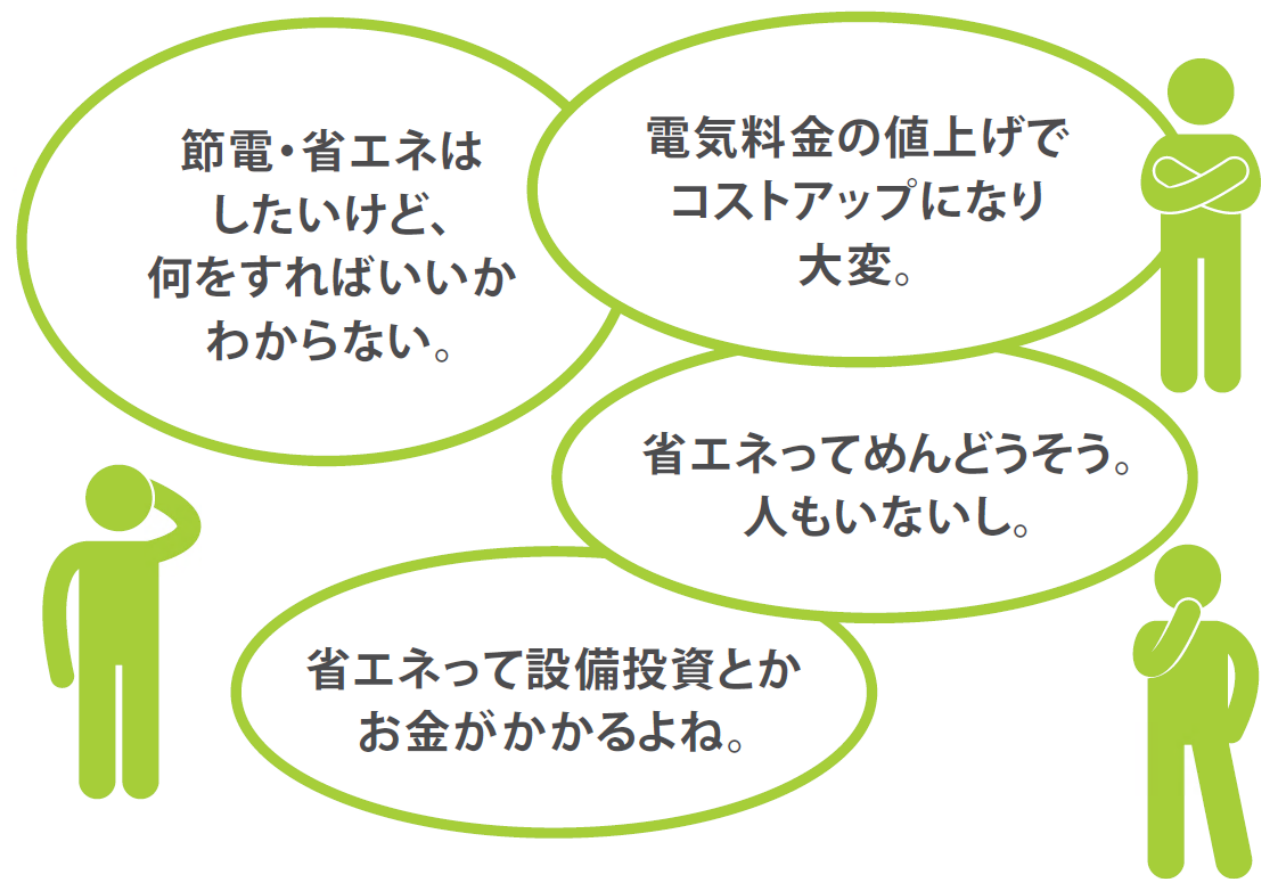 節電・省エネは
したいけど、
何をすればいいか
わからない。
電気料金の値上げで
コストアップになり
大変。
省エネってめんどうそう。
人もいないし。
省エネって設備投資とか
お金がかかるよね。